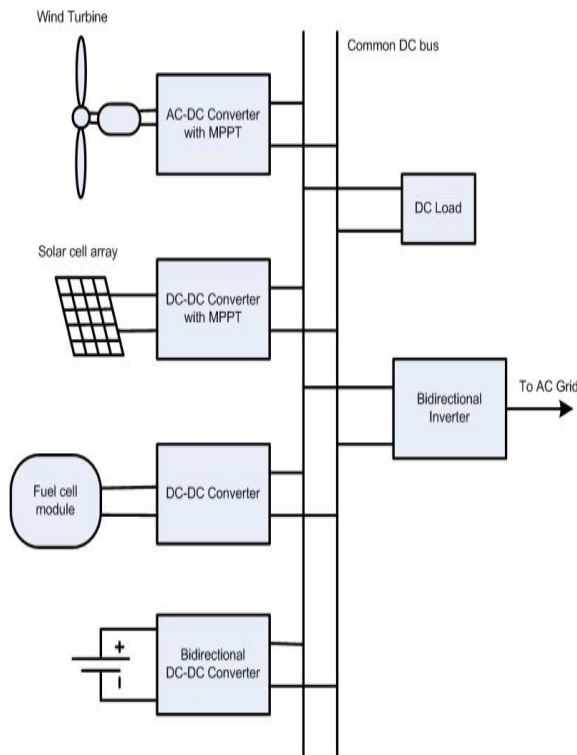 Wind Turbine
Common DC bus
AC-DC Converter
with MPPT
DC Load
Solar cell array
DC-DC Converter
with MPPT
To AC Grid
Bidirectional
Inverter
Fuel cell
module
DC-DC Converter
+
Bidirectional
DC-DC Converter
-